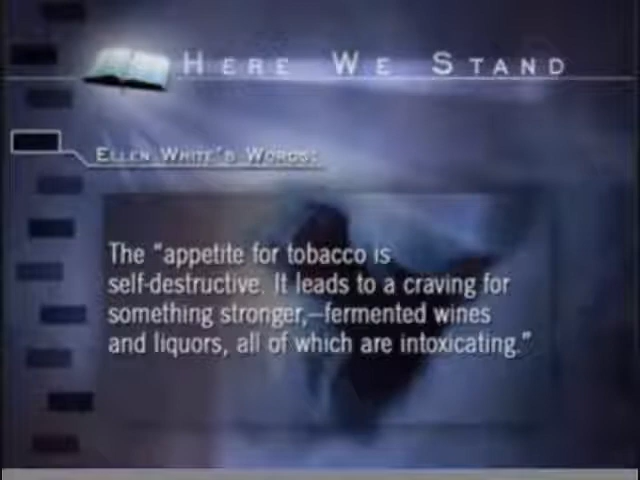 HERE WE STAND
ELLEN WHITE'S WORDS:
The "appetite for tobacco is
self-destructive. It leads to a craving for
something stronger,—fermented wines
and liquors, all of which are intoxicating."